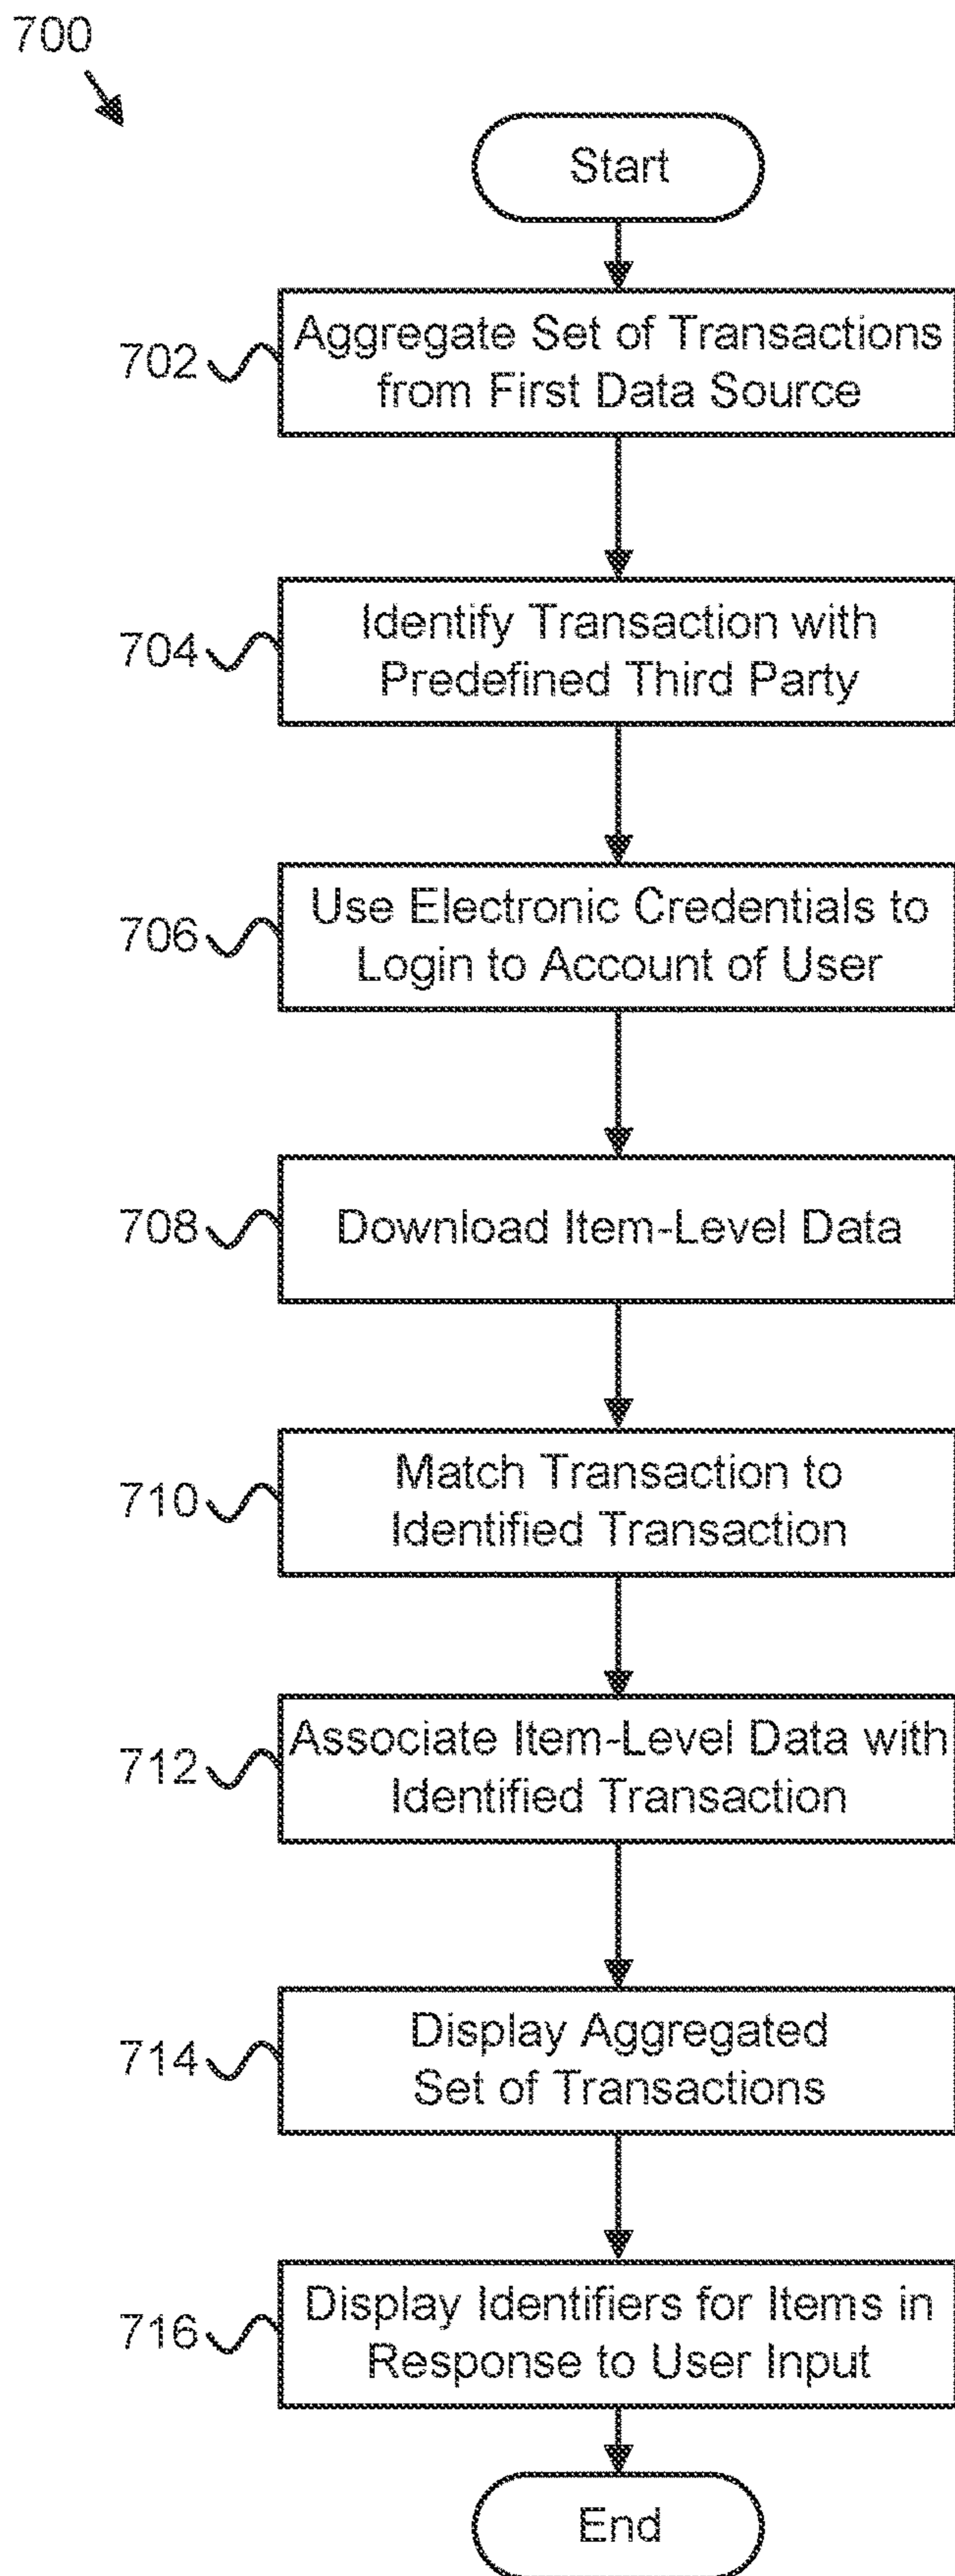 700
Start
702
Aggregate Set of Transactions
from First Data Source
704
Identify Transaction with
Predefined Third Party
706
Use Electronic Credentials to
Login to Account of User
708
Download Item-Level Data
710
Match Transaction to
Identified Transaction
712
Associate Item-Level Data with
Identified Transaction
714
Display Aggregated
Set of Transactions
716
Display Identifiers for Items in
Response to User Input
End